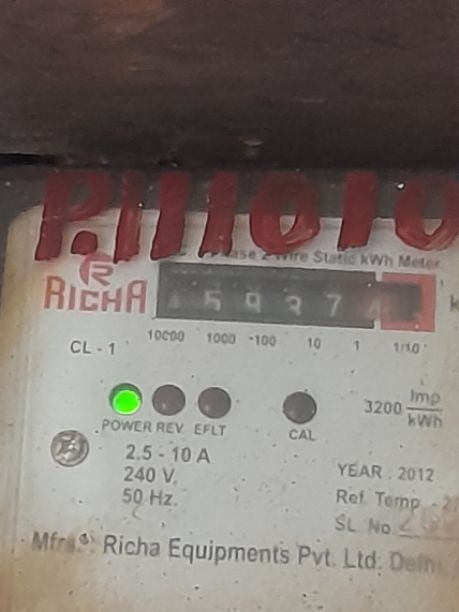 P.111010
Phase 2 Wire Static kWh Meter
RICHA
5 9 3 7
CL - 1
10000 1000 -100 10 1 1/10
3200 Imp/kWh
POWER REV. EFLT CAL
2.5 - 10 A
240 V.
50 Hz.
YEAR . 2012
Ref. Temp
SL No
Mfrs. Richa Equipments Pvt. Ltd. Delhi